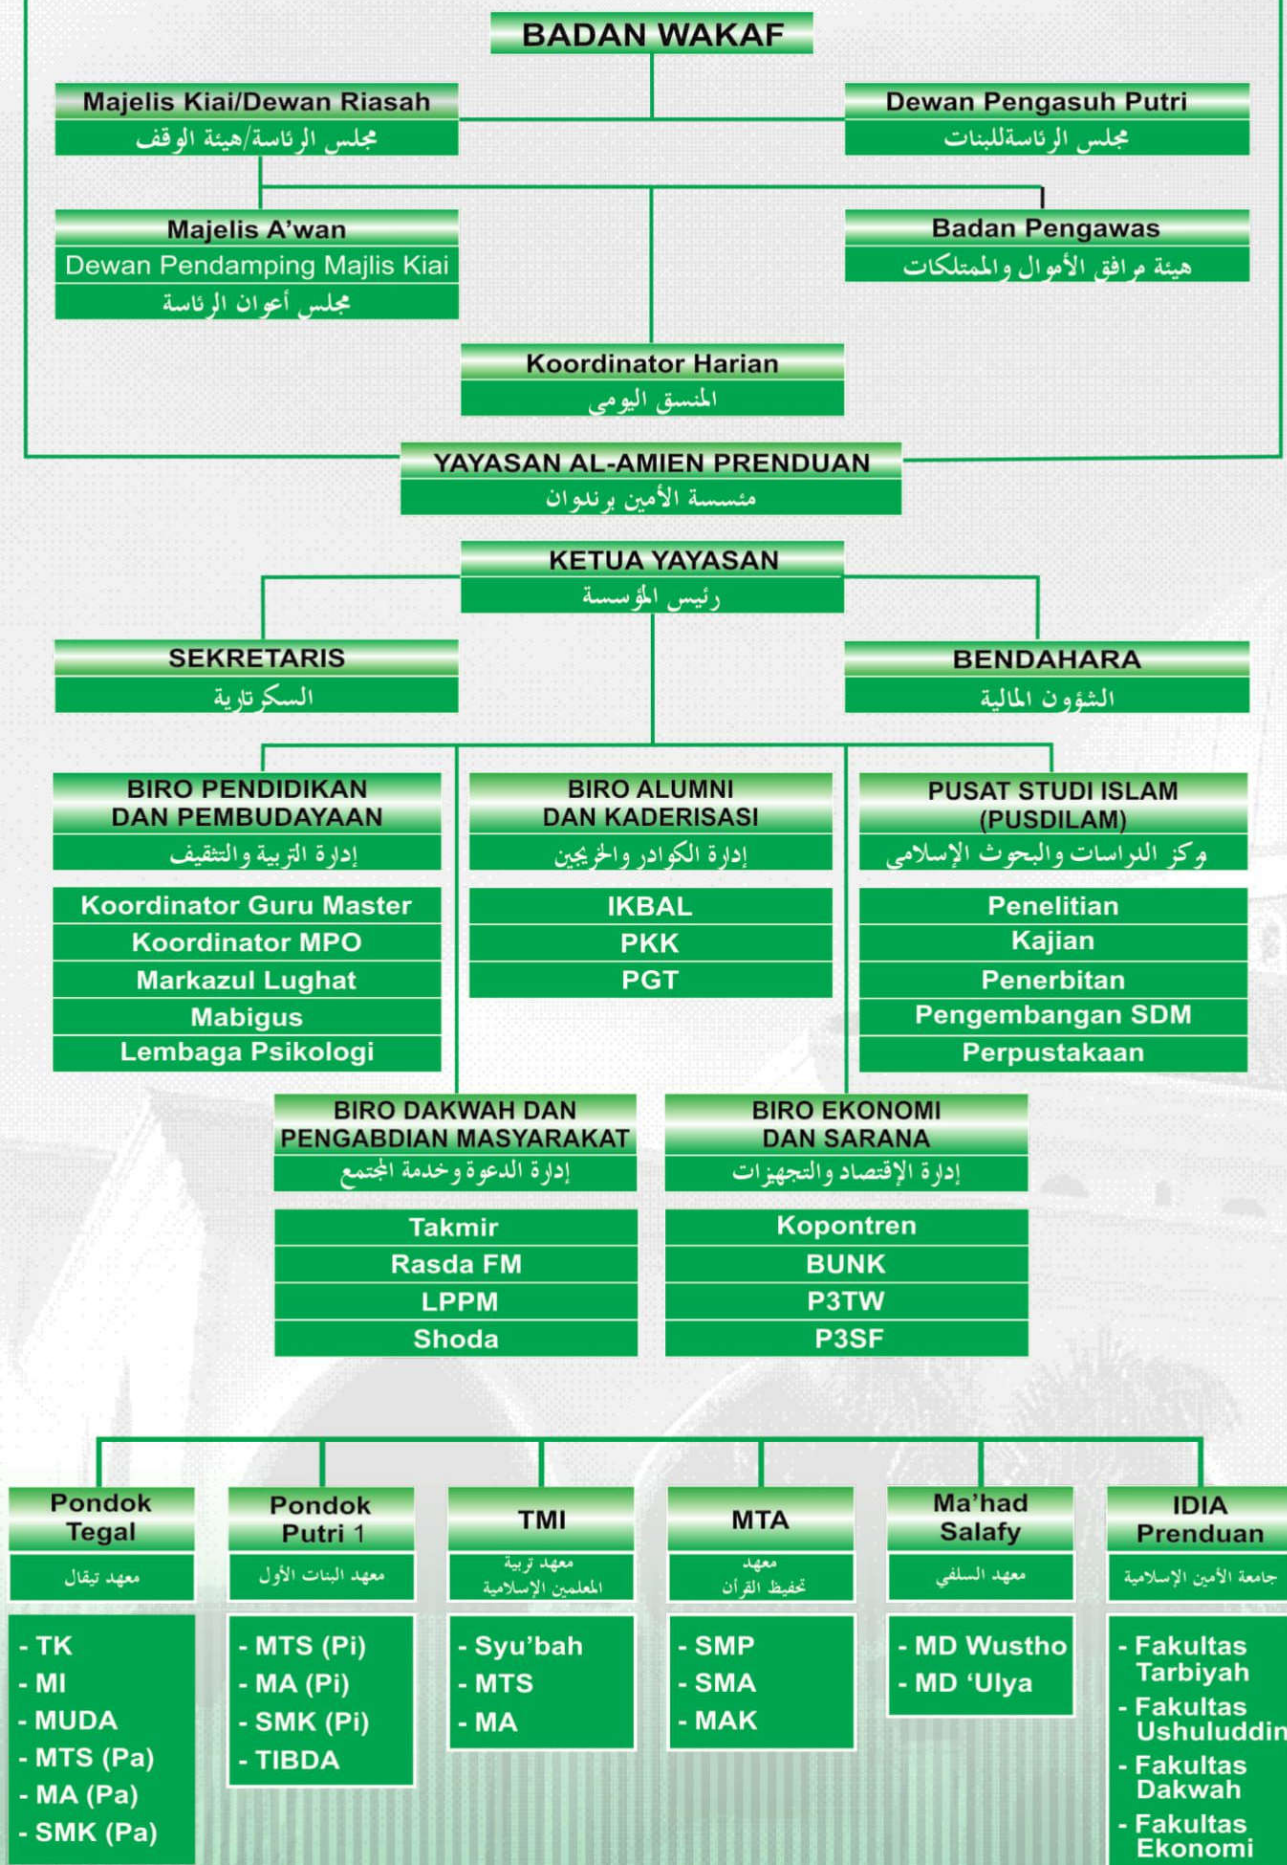 BADAN WAKAF
Majelis Kiai/Dewan Riasah
مجلس الرئاسة/هيئة الوقف
Dewan Pengasuh Putri
مجلس الرئاسةللبنات
Majelis A'wan
Dewan Pendamping Majlis Kiai
مجلس أعوان الرئاسة
Badan Pengawas
هيئة مرافق الأموال والممتلكات
Koordinator Harian
المنسق اليومي
YAYASAN AL-AMIEN PRENDUAN
مئسسة الأمين برندوان
KETUA YAYASAN
رئيس المؤسسة
SEKRETARIS
السكرتارية
BENDAHARA
الشؤون المالية
BIRO PENDIDIKAN
DAN PEMBUDAYAAN
إدارة التربية والتثقيف
Koordinator Guru Master
Koordinator MPO
Markazul Lughat
Mabigus
Lembaga Psikologi
BIRO ALUMNI
DAN KADERISASI
إدارة الكوادر والخريجين
IKBAL
PKK
PGT
PUSAT STUDI ISLAM
(PUSDILAM)
مركز الدراسات والبحوث الإسلامي
Penelitian
Kajian
Penerbitan
Pengembangan SDM
Perpustakaan
BIRO DAKWAH DAN
PENGABDIAN MASYARAKAT
إدارة الدعوة وخدمة المجتمع
Takmir
Rasda FM
LPPM
Shoda
BIRO EKONOMI
DAN SARANA
إدارة الإقتصاد والتجهيزات
Kopontren
BUNK
P3TW
P3SF
Pondok
Tegal
معهد تيقال
- TK
- MI
- MUDA
- MTS (Pa)
- MA (Pa)
- SMK (Pa)
Pondok
Putri 1
معهد البنات الأول
- MTS (Pi)
- MA (Pi)
- SMK (Pi)
- TIBDA
TMI
معهد تربية
المعلمين الإسلامية
- Syu'bah
- MTS
- MA
MTA
معهد
تحفيظ القرأن
- SMP
- SMA
- MAK
Ma'had
Salafy
معهد السلفي
- MD Wustho
- MD 'Ulya
IDIA
Prenduan
جامعة الأمين الإسلامية
- Fakultas
Tarbiyah
- Fakultas
Ushuluddin
- Fakultas
Dakwah
- Fakultas
Ekonomi